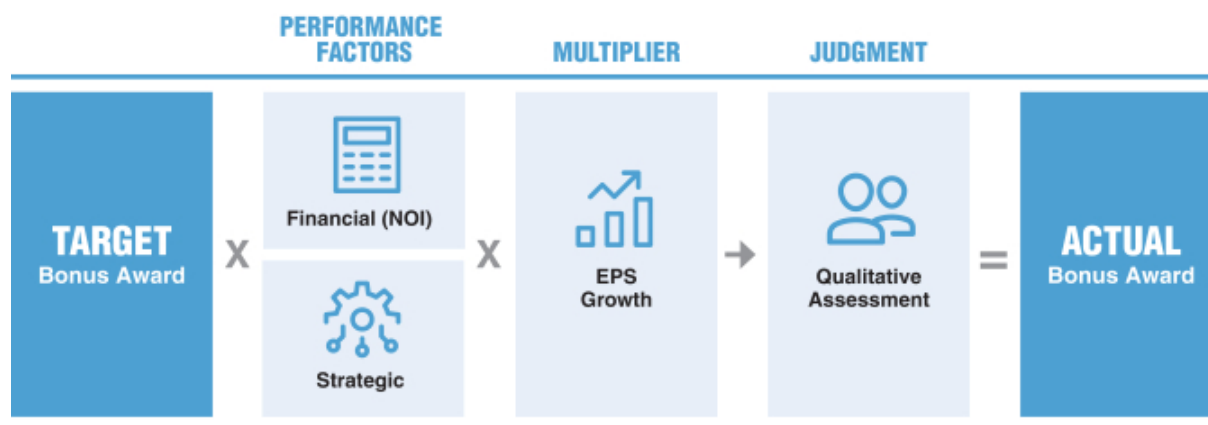 PERFORMANCE
FACTORS
MULTIPLIER
JUDGMENT
TARGET
Bonus Award
X
Financial (NOI)
Strategic
X
EPS
Growth
→
Qualitative
Assessment
=
ACTUAL
Bonus Award